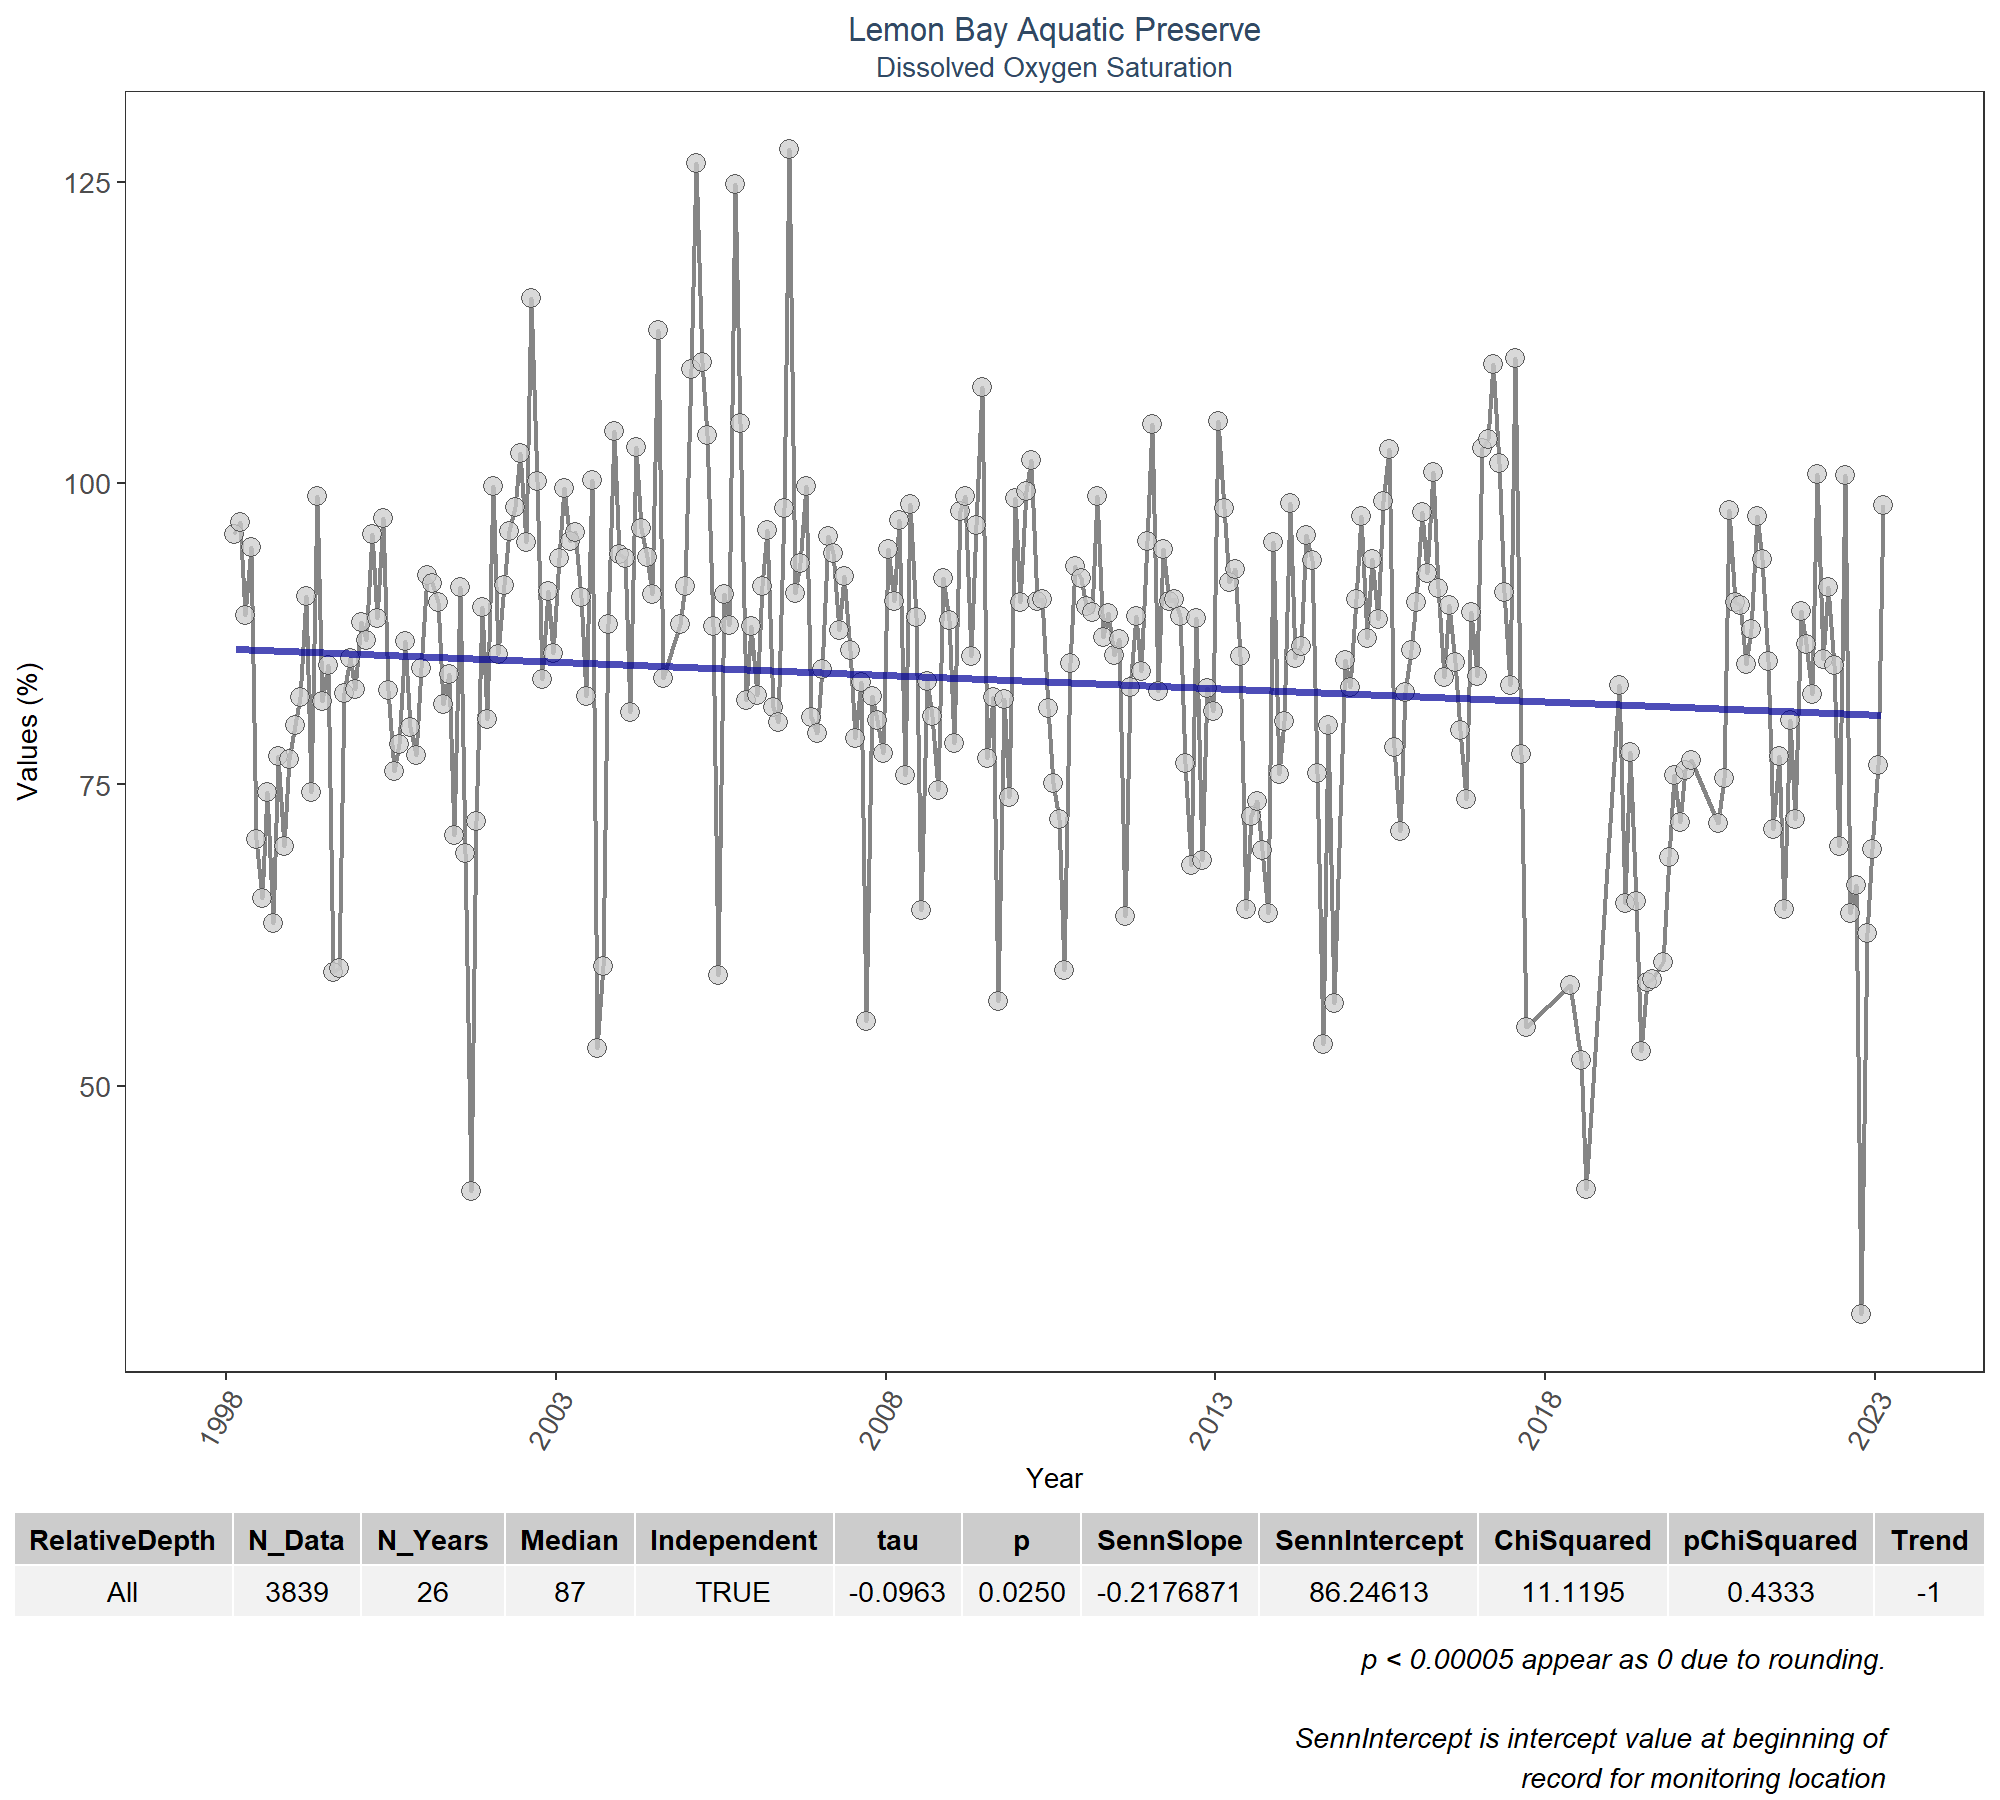 Lemon Bay Aquatic Preserve
Dissolved Oxygen Saturation
Values (%)
125
100
75
50
1998 2003 2008 2013 2018 2023
Year
RelativeDepth N_Data N_Years Median Independent tau p SennSlope SennIntercept ChiSquared pChiSquared Trend
All 3839 26 87 TRUE -0.0963 0.0250 -0.2176871 86.24613 11.1195 0.4333 -1
p < 0.00005 appear as 0 due to rounding.
SennIntercept is intercept value at beginning of
record for monitoring location